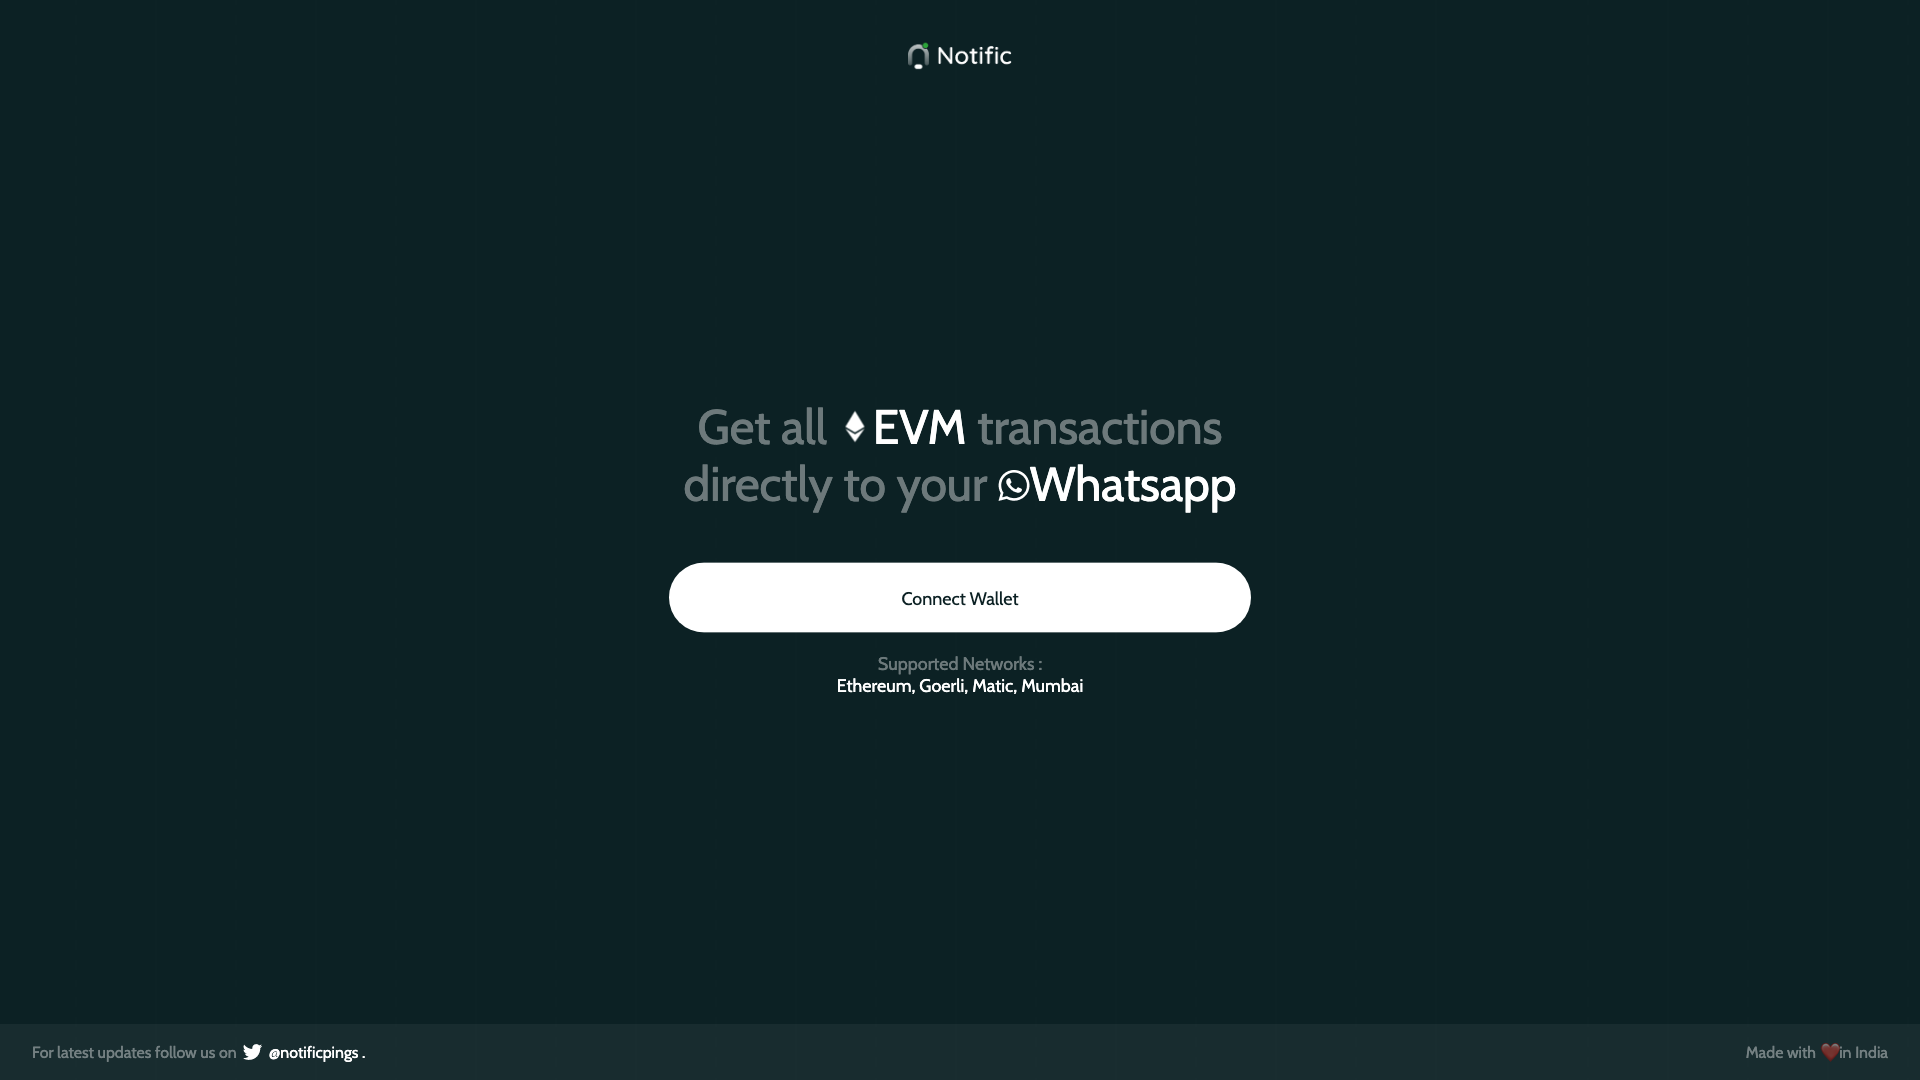 Notific
Get all EVM transactions
directly to your Whatsapp
Connect Wallet
Supported Networks :
Ethereum, Goerli, Matic, Mumbai
For latest updates follow us on @notificpings .
Made with ❤️in India